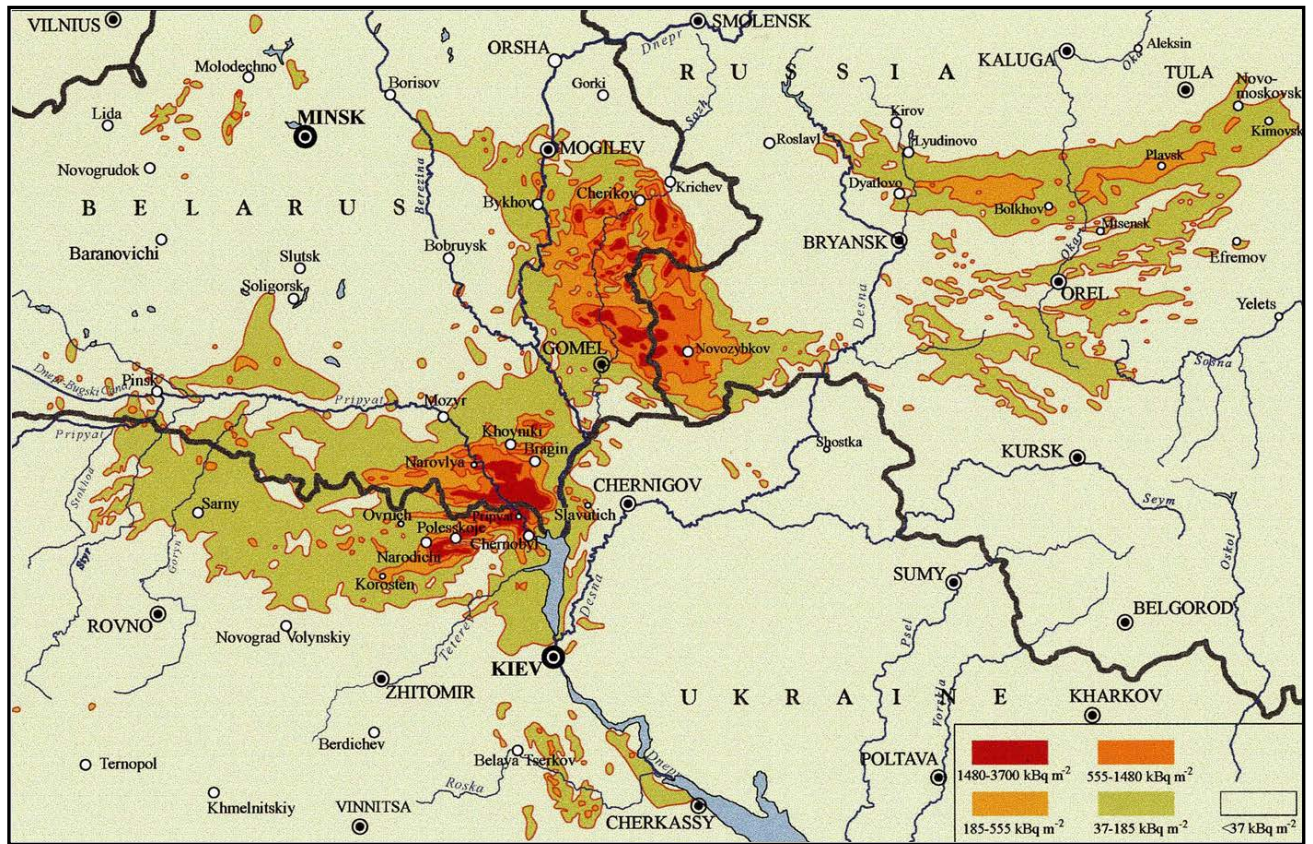 VILNIUS
SMOLENSK
Dnepr
ORSHA
KALUGA
Aleksin
Oka
R U S S I A
Molodechno
Borisov
Gorki
TULA
Novo-
moskovsk
Lida
MINSK
Sozh
Kirov
Kimovsk
Roslavl
Lyudinovo
MOGILEV
Plavsk
Novogrudok
Berezina
Krichev
Dyatlovo
Cherikov
Bykhov
Bolkhov
B E L A R U S
Baranovichi
Bobruysk
BRYANSK
Oka
Efremov
Slutsk
Soligorsk
OREL
Desna
Yelets
GOMEL
Novozybkov
Sosna
Dnepr-Bugski Canal
Pinsk
Pripyat
Mozyr
Pripyat
Khoyniki
Shostka
Bragin
KURSK
Narovlya
Stokhod
CHERNIGOV
Seym
Sarny
Ovruch
Pripyat
Slavutich
Polesskoje
Chernobyl
Narodichi
Styr
Goryn
Korosten
Oskol
SUMY
Desna
BELGOROD
ROVNO
Novograd Volynskiy
Teterev
Psel
KIEV
ZHITOMIR
U K R A I N E
KHARKOV
Vorskla
Berdichev
Belaya Tserkov
Ternopol
POLTAVA
Dnepr
Roska
Khmelnitskiy
VINNITSA
CHERKASSY
1480-3700 kBq m-2
555-1480 kBq m-2
185-555 kBq m-2
37-185 kBq m-2
<37 kBq m-2